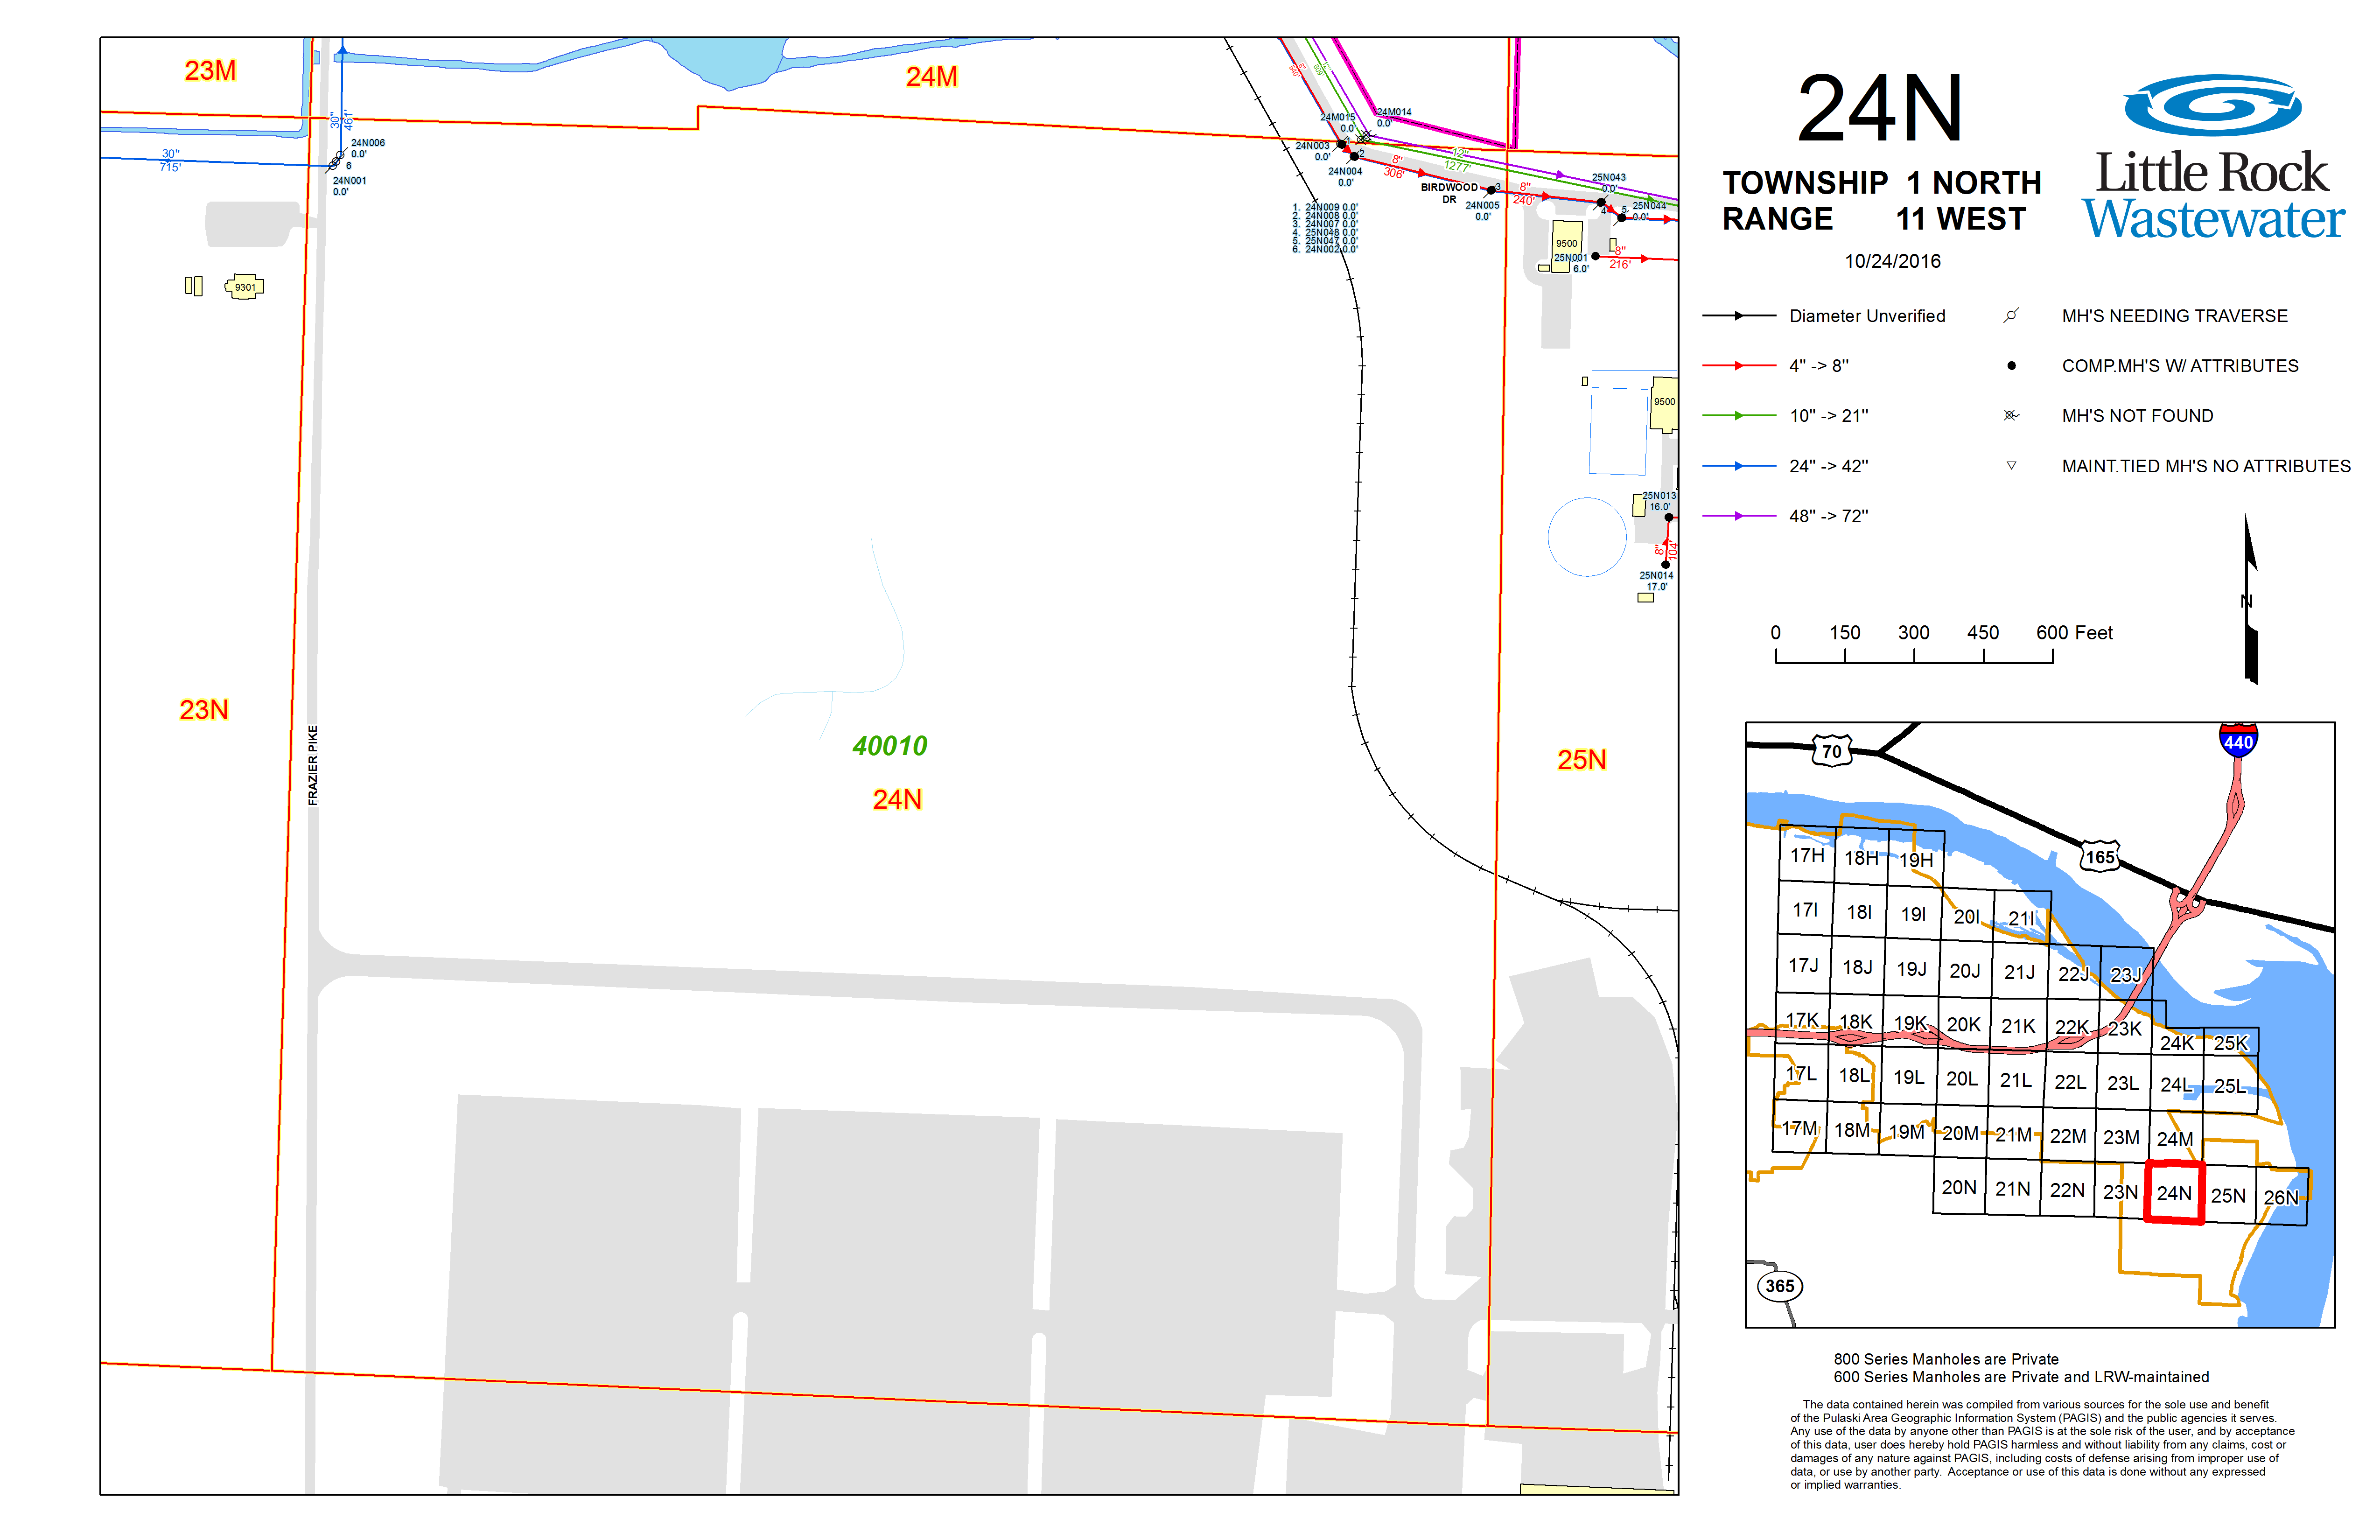 23M
24M
30"
461'
24N006
0.0'
6
24N001
0.0'
30"
715'
9301
8"
540'
12"
24M015
0.0'
24M014
0.0'
24N003
0.0'
1
2
24N004
0.0'
8"
306'
12"
1277'
BIRDWOOD
DR
3
24N005
0.0'
8"
240'
25N043
0.0'
4
5
25N044
0.0'
1. 24N009 0.0'
2. 24N008 0.0'
3. 24N007 0.0'
4. 25N048 0.0'
5. 25N047 0.0'
6. 24N002 0.0'
9500
25N001
6.0'
8"
216'
9500
25N013
16.0'
8"
104'
25N014
17.0'
23N
FRAZIER PIKE
40010
24N
25N
24N
TOWNSHIP 1 NORTH
RANGE 11 WEST
10/24/2016
Little Rock
Wastewater
Diameter Unverified
4" -> 8"
10" -> 21"
24" -> 42"
48" -> 72"
MH'S NEEDING TRAVERSE
COMP.MH'S W/ ATTRIBUTES
MH'S NOT FOUND
MAINT.TIED MH'S NO ATTRIBUTES
N
0 150 300 450 600 Feet
70
440
165
17H 18H 19H
17I 18I 19I 20I 21I
17J 18J 19J 20J 21J 22J 23J
17K 18K 19K 20K 21K 22K 23K 24K 25K
17L 18L 19L 20L 21L 22L 23L 24L 25L
17M 18M 19M 20M 21M 22M 23M 24M
20N 21N 22N 23N 24N 25N 26N
365
800 Series Manholes are Private
600 Series Manholes are Private and LRW-maintained
The data contained herein was compiled from various sources for the sole use and benefit
of the Pulaski Area Geographic Information System (PAGIS) and the public agencies it serves.
Any use of the data by anyone other than PAGIS is at the sole risk of the user, and by acceptance
of this data, user does hereby hold PAGIS harmless and without liability from any claims, cost or
damages of any nature against PAGIS, including costs of defense arising from improper use of
data, or use by another party. Acceptance or use of this data is done without any expressed
or implied warranties.